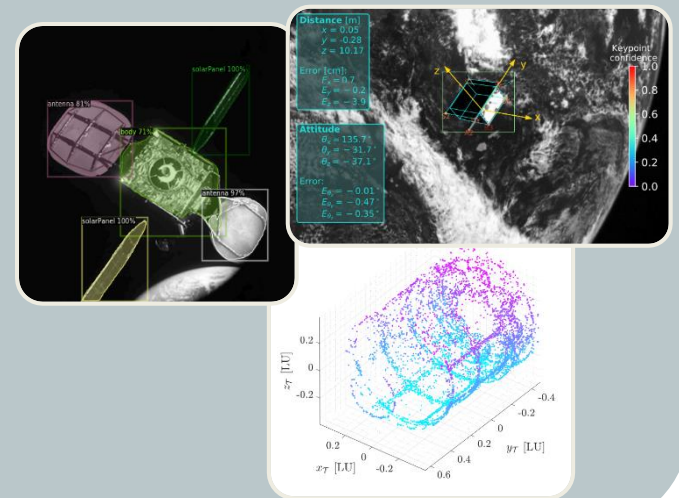 solarPanel 100%
antenna 81%
body 71%
antenna 97%
solarPanel 100%
Distance [m]
x = 0.05
y = -0.28
z = 10.17
Error [cm]:
Eₓ = 0.7
Eᵧ = −0.2
E_z = −3.9
Attitude
θₓ = 135.7°
θᵧ = −31.7°
θ_z = −37.1°
Error:
E_θₓ = −0.01°
E_θᵧ = −0.47°
E_θ_z = −0.35°
z
y
x
Keypoint
confidence
1.0
0.8
0.6
0.4
0.2
0.0
z𝒯 [LU]
0.2
0
-0.2
x𝒯 [LU]
0.2
0
-0.2
y𝒯 [LU]
-0.4
-0.2
0
0.2
0.4
0.6